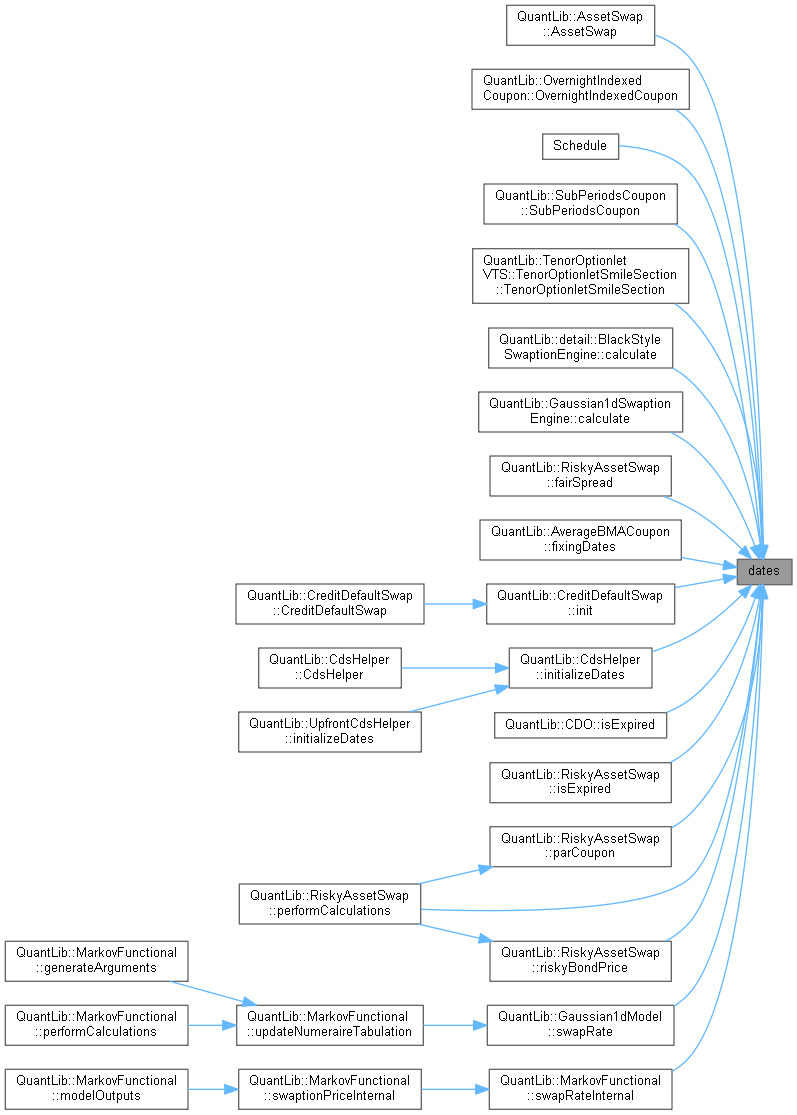 QuantLib::AssetSwap
::AssetSwap
QuantLib::OvernightIndexed
Coupon::OvernightIndexedCoupon
Schedule
QuantLib::SubPeriodsCoupon
::SubPeriodsCoupon
QuantLib::TenorOptionlet
VTS::TenorOptionletSmileSection
::TenorOptionletSmileSection
QuantLib::detail::BlackStyle
SwaptionEngine::calculate
QuantLib::Gaussian1dSwaption
Engine::calculate
QuantLib::RiskyAssetSwap
::fairSpread
QuantLib::AverageBMACoupon
::fixingDates
dates
QuantLib::CreditDefaultSwap
::CreditDefaultSwap
QuantLib::CreditDefaultSwap
::init
QuantLib::CdsHelper
::CdsHelper
QuantLib::CdsHelper
::initializeDates
QuantLib::UpfrontCdsHelper
::initializeDates
QuantLib::CDO::isExpired
QuantLib::RiskyAssetSwap
::isExpired
QuantLib::RiskyAssetSwap
::parCoupon
QuantLib::RiskyAssetSwap
::performCalculations
QuantLib::RiskyAssetSwap
::riskyBondPrice
QuantLib::MarkovFunctional
::generateArguments
QuantLib::MarkovFunctional
::performCalculations
QuantLib::MarkovFunctional
::updateNumeraireTabulation
QuantLib::Gaussian1dModel
::swapRate
QuantLib::MarkovFunctional
::modelOutputs
QuantLib::MarkovFunctional
::swaptionPriceInternal
QuantLib::MarkovFunctional
::swapRateInternal